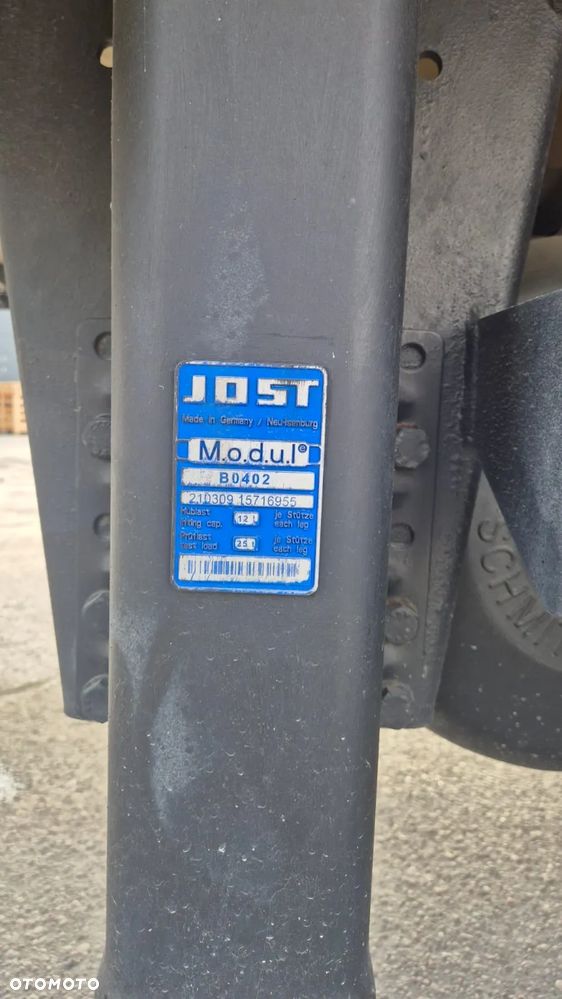 JOST
Made in Germany / Neu-Isenburg
M.o.d.u.l®
B0402
210309 15716955
Hublast 12 t je Stütze
lifting cap. each leg
Prüflast 25 t je Stütze
test load each leg
SCHMI
OTOMOTO